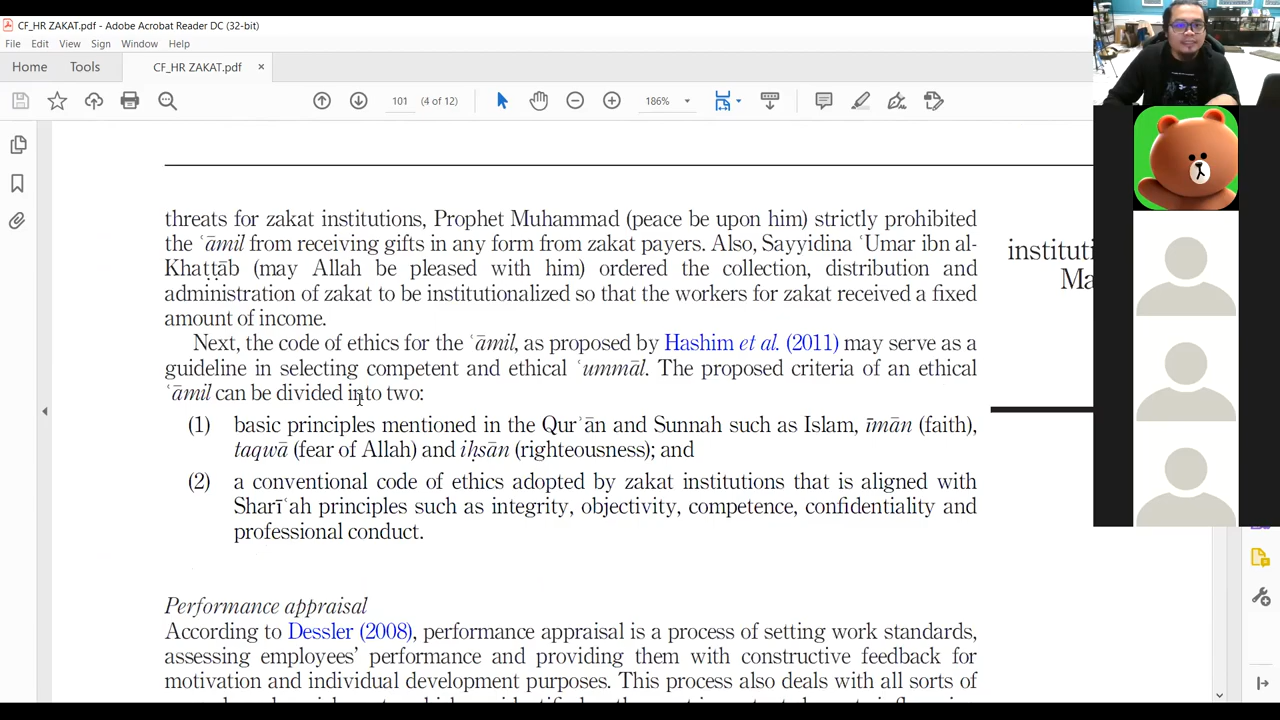 CF_HR ZAKAT.pdf - Adobe Acrobat Reader DC (32-bit)
File Edit View Sign Window Help
Home Tools CF_HR ZAKAT.pdf ×
101 (4 of 12) 186%
threats for zakat institutions, Prophet Muhammad (peace be upon him) strictly prohibited
the ʿāmil from receiving gifts in any form from zakat payers. Also, Sayyidina ʿUmar ibn al-
Khaṭṭāb (may Allah be pleased with him) ordered the collection, distribution and
administration of zakat to be institutionalized so that the workers for zakat received a fixed
amount of income.
Next, the code of ethics for the ʿāmil, as proposed by Hashim et al. (2011) may serve as a
guideline in selecting competent and ethical ʿummāl. The proposed criteria of an ethical
ʿāmil can be divided into two:
(1) basic principles mentioned in the Qurʾān and Sunnah such as Islam, īmān (faith),
taqwā (fear of Allah) and iḥsān (righteousness); and
(2) a conventional code of ethics adopted by zakat institutions that is aligned with
Sharīʿah principles such as integrity, objectivity, competence, confidentiality and
professional conduct.
Performance appraisal
According to Dessler (2008), performance appraisal is a process of setting work standards,
assessing employees' performance and providing them with constructive feedback for
motivation and individual development purposes. This process also deals with all sorts of
instituti
Ma